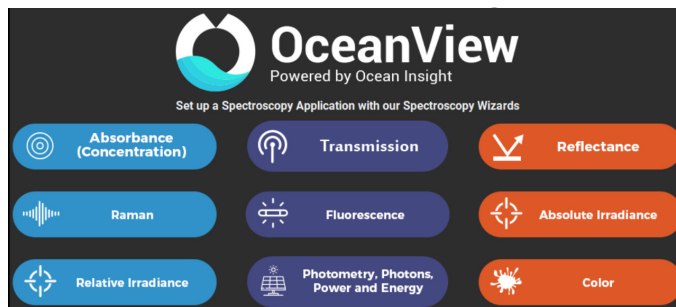 OceanView
Powered by Ocean Insight
Set up a Spectroscopy Application with our Spectroscopy Wizards
Absorbance
(Concentration)
Transmission
Reflectance
Raman
Fluorescence
Absolute Irradiance
Relative Irradiance
Photometry, Photons,
Power and Energy
Color